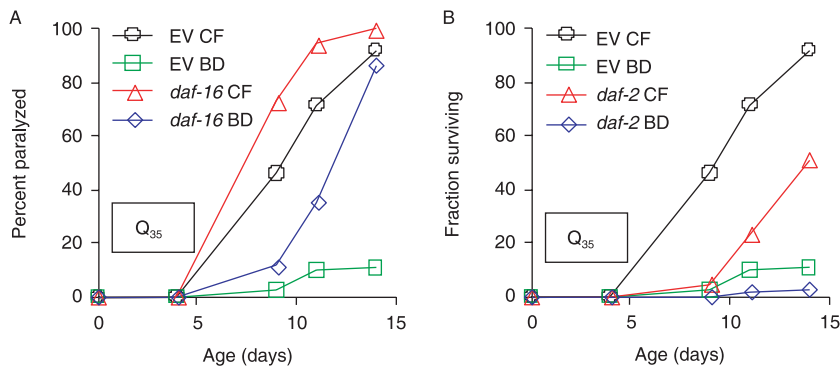 A
EV CF
EV BD
daf-16 CF
daf-16 BD
Percent paralyzed
100
80
60
40
20
0
Q35
0
5
10
15
Age (days)
B
EV CF
EV BD
daf-2 CF
daf-2 BD
Fraction surviving
100
80
60
40
20
0
Q35
0
5
10
15
Age (days)